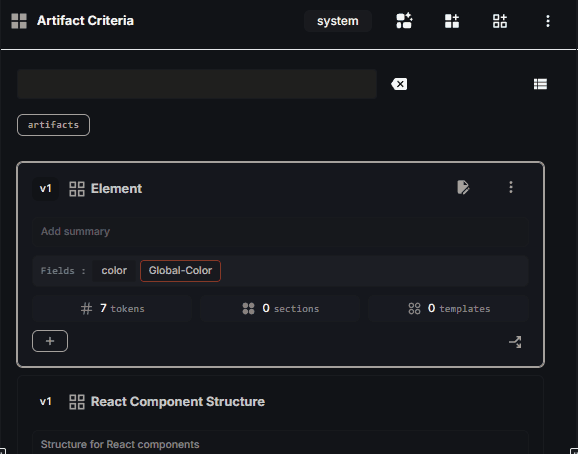 Artifact Criteria system
artifacts
v1 Element
Add summary
Fields : color Global-Color
# 7 tokens 0 sections 0 templates
+
v1 React Component Structure
Structure for React components